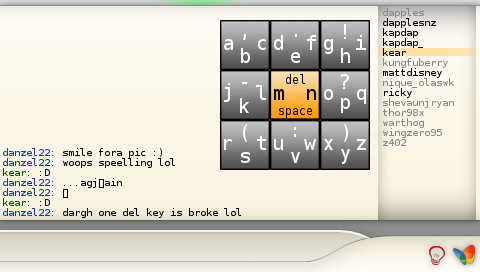 a ' c
b
d . f
e
g ! i
h
j - l
k
del
m n
space
o ? q
p
r ( t
s
u : w
v
x ) z
y
danzel22: smile fora pic :)
danzel22: woops speelling lol
kear: :D
danzel22: ...agj▯ain
danzel22: ▯
kear: :D
danzel22: dargh one del key is broke lol
dapples
dapplesnz
kapdap
kapdap_
kear
kungfuberry
mattdisney
nique_olaswk
ricky
shevaunjryan
thor98x
warthog
wingzero95
z402